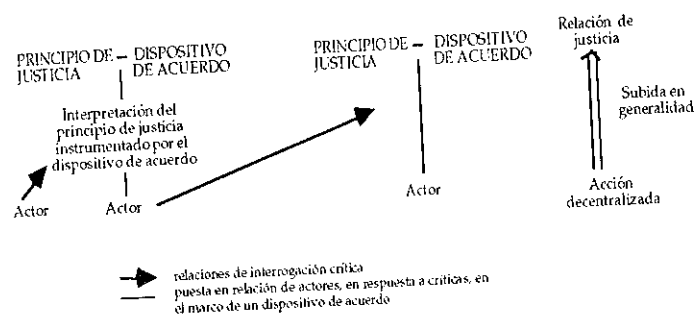 PRINCIPIO DE – DISPOSITIVO
JUSTICIA DE ACUERDO
Interpretación del
principio de justicia
instrumentado por el
dispositivo de acuerdo
Actor Actor
PRINCIPIO DE – DISPOSITIVO
JUSTICIA DE ACUERDO
Actor
Relación de
justicia
Subida en
generalidad
Acción
decentralizada
relaciones de interrogación crítica
puesta en relación de actores, en respuesta a críticas, en
el marco de un dispositivo de acuerdo